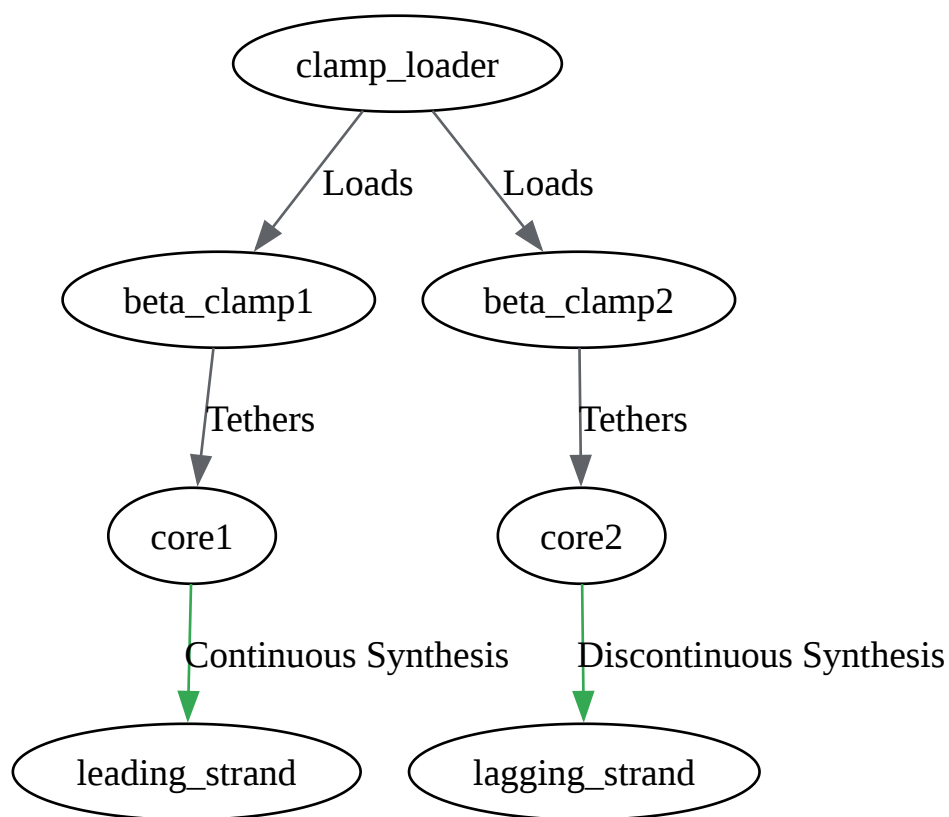 clamp_loader
Loads
Loads
beta_clamp1
beta_clamp2
Tethers
Tethers
core1
core2
Continuous Synthesis
Discontinuous Synthesis
leading_strand
lagging_strand